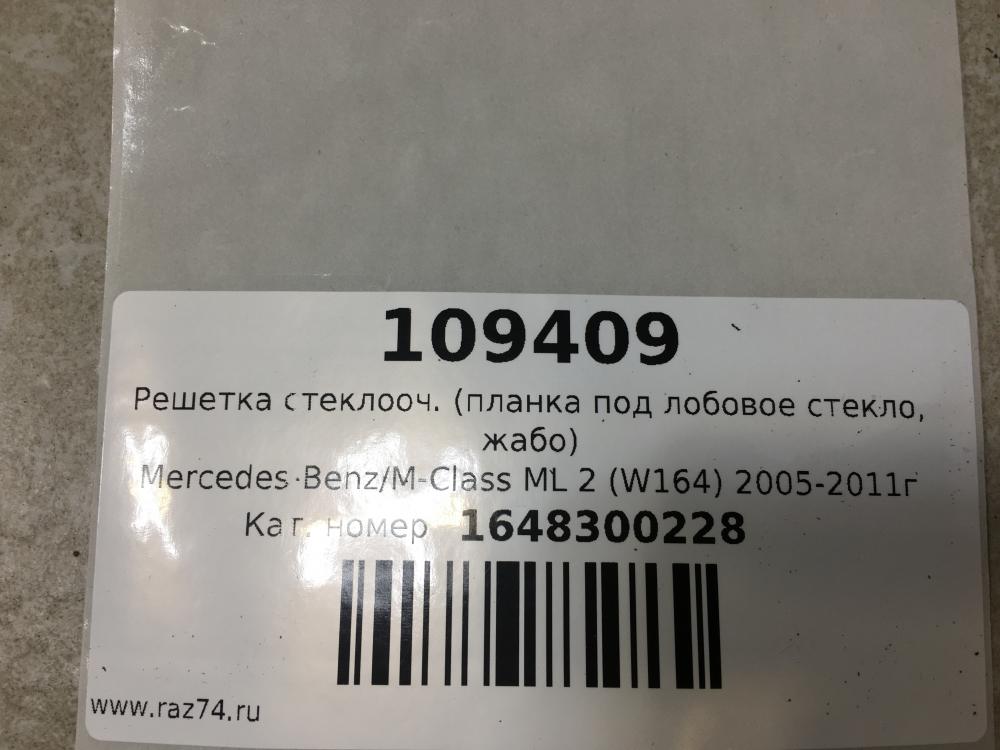 109409
Решетка стеклооч. (планка под лобовое стекло,
жабо)
Mercedes-Benz/M-Class ML 2 (W164) 2005-2011г
Кат. номер 1648300228
www.raz74.ru